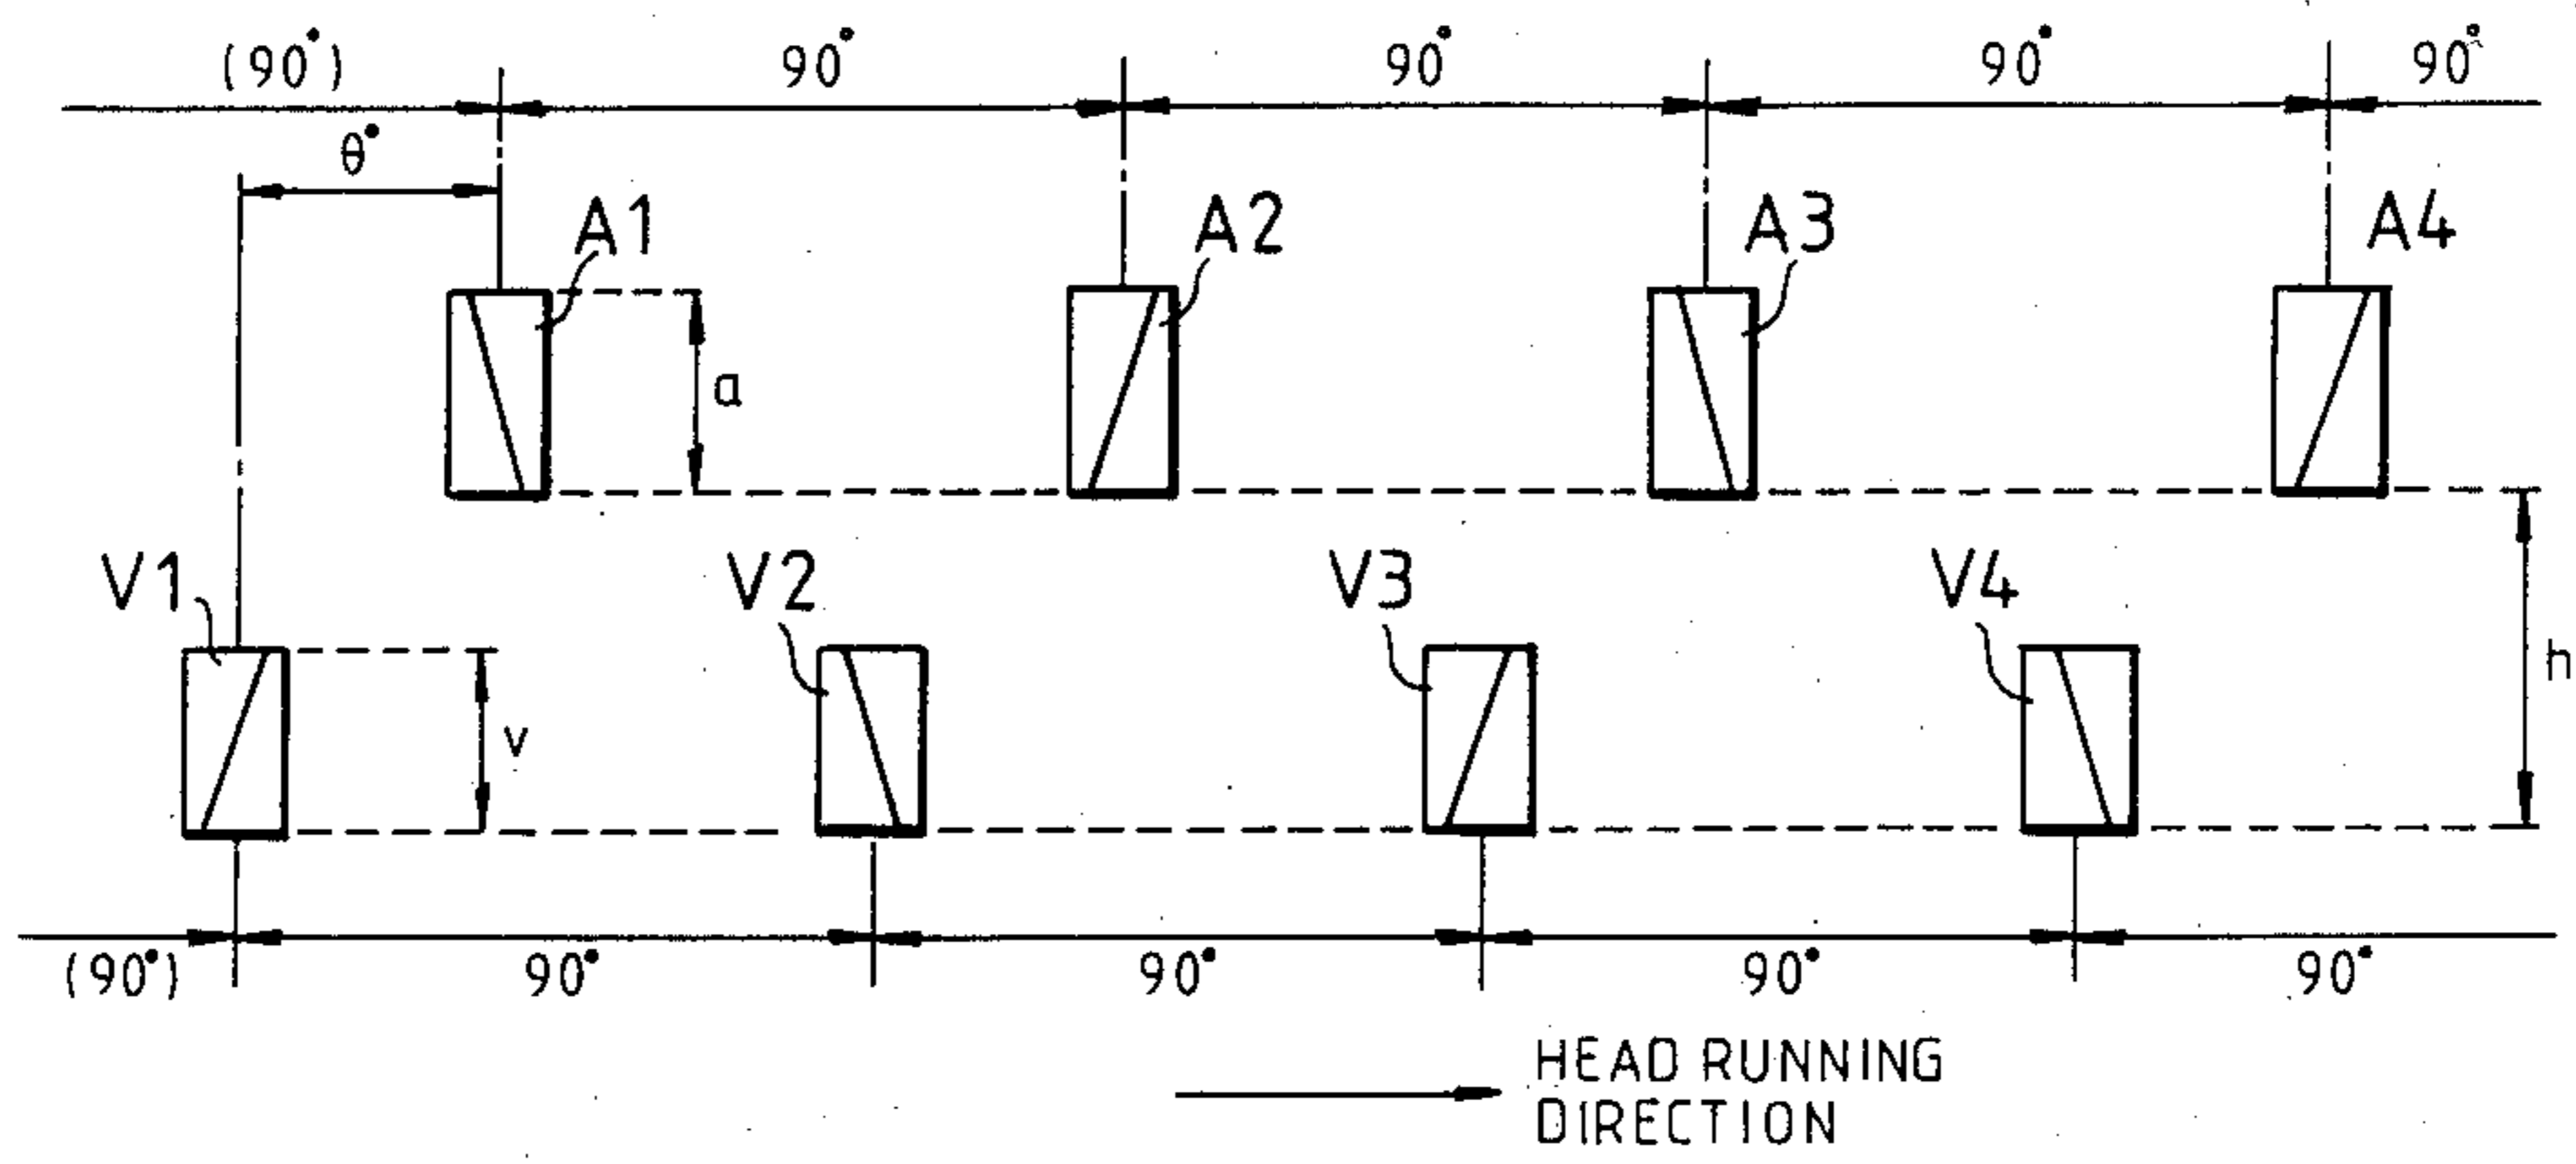 (90°) 90° 90° 90° 90°
θ°
A1 A2 A3 A4
a
V1 V2 V3 V4
h
v
(90°) 90° 90° 90° 90°
HEAD RUNNING
DIRECTION